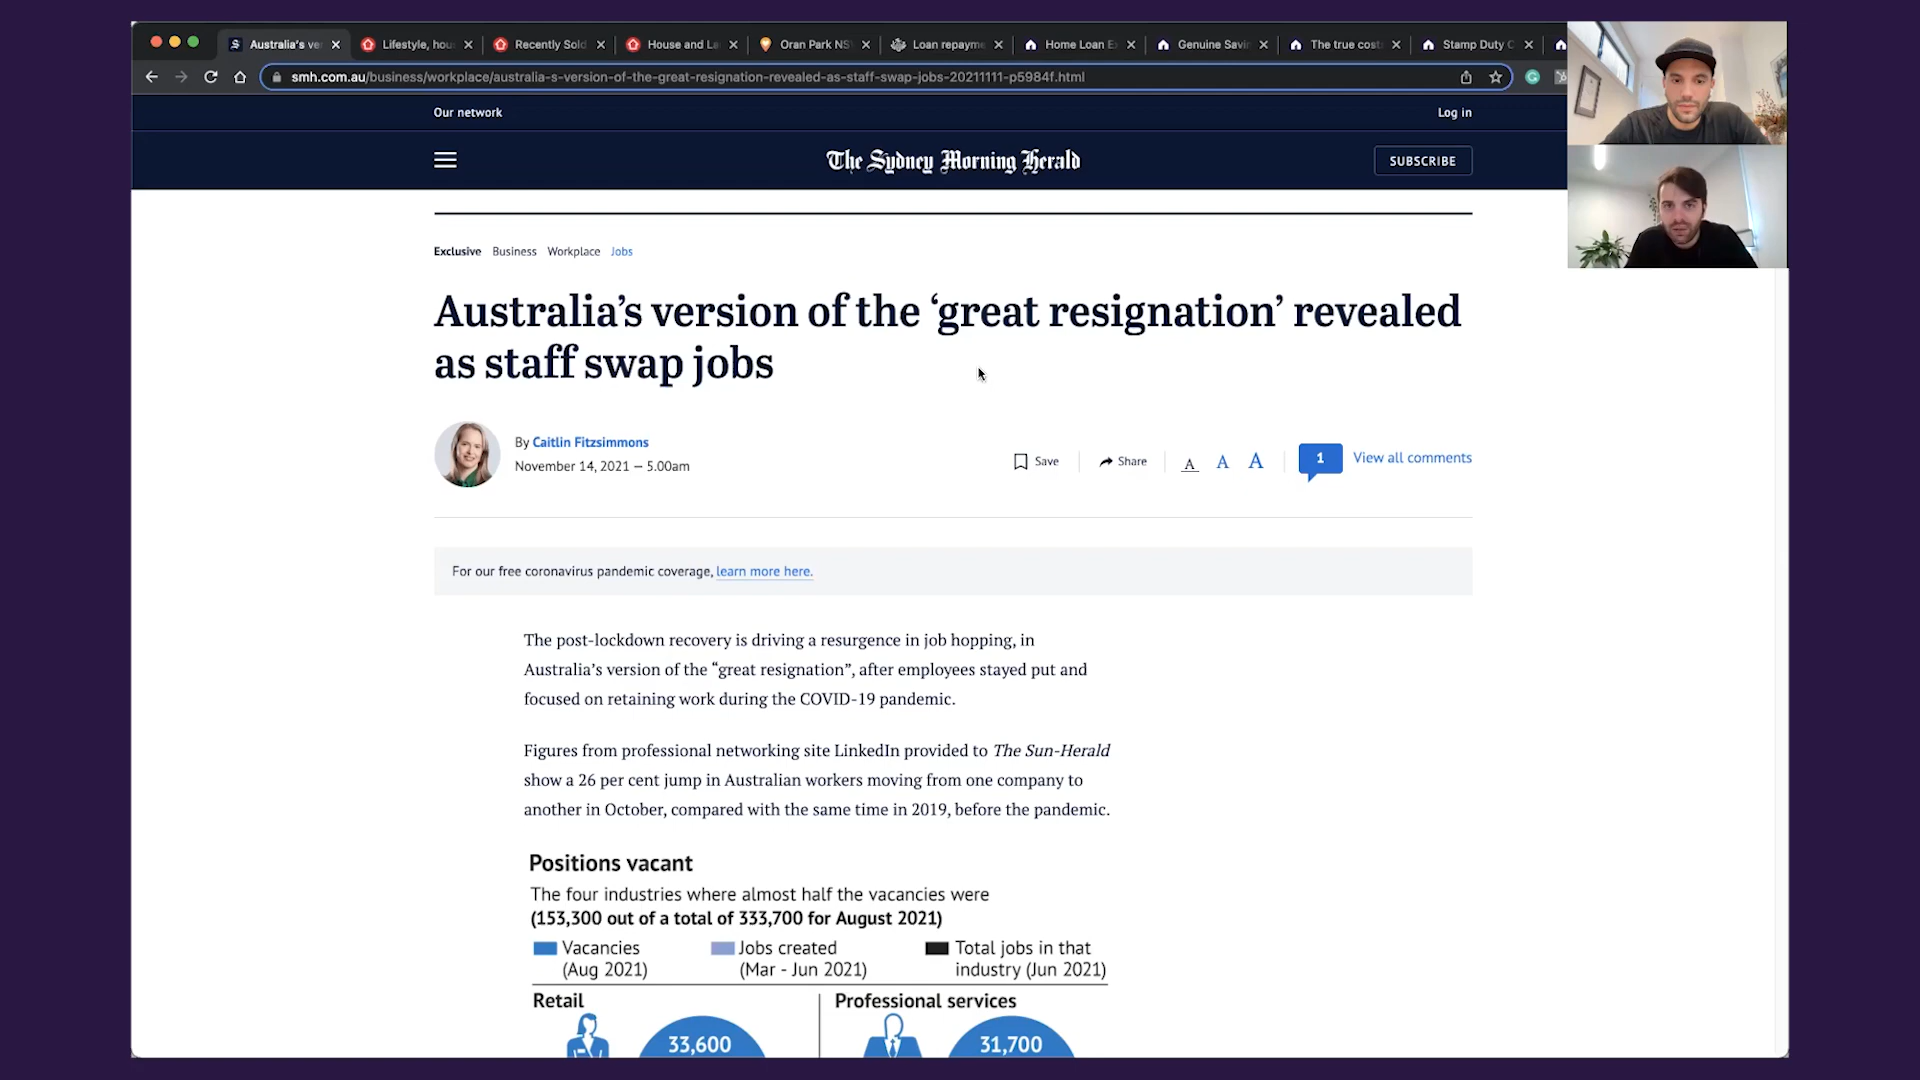 Australia's ve
Lifestyle, hou
Recently Sold
House and La
Oran Park NS
Loan repayme
Home Loan E
Genuine Savi
The true cost
Stamp Duty C
smh.com.au/business/workplace/australia-s-version-of-the-great-resignation-revealed-as-staff-swap-jobs-20211111-p5984f.html
Our network
Log in
The Sydney Morning Herald
SUBSCRIBE
Exclusive Business Workplace Jobs
Australia's version of the ‘great resignation’ revealed
as staff swap jobs
By Caitlin Fitzsimmons
November 14, 2021 — 5.00am
Save
Share
A A A
1
View all comments
For our free coronavirus pandemic coverage, learn more here.
The post-lockdown recovery is driving a resurgence in job hopping, in
Australia's version of the “great resignation”, after employees stayed put and
focused on retaining work during the COVID-19 pandemic.
Figures from professional networking site LinkedIn provided to The Sun-Herald
show a 26 per cent jump in Australian workers moving from one company to
another in October, compared with the same time in 2019, before the pandemic.
Positions vacant
The four industries where almost half the vacancies were
(153,300 out of a total of 333,700 for August 2021)
Vacancies
(Aug 2021)
Jobs created
(Mar - Jun 2021)
Total jobs in that
industry (Jun 2021)
Retail
Professional services
33,600
31,700